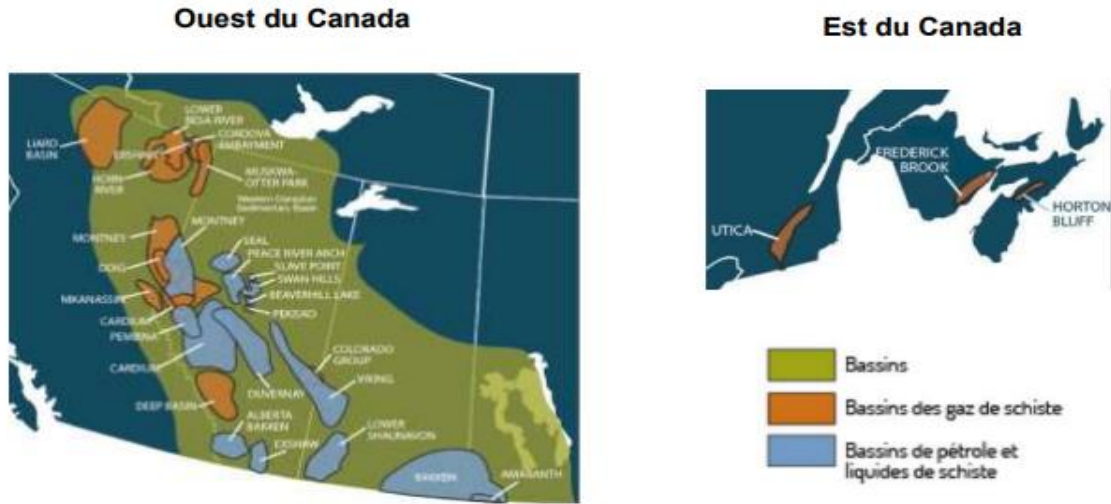 Ouest du Canada
Est du Canada
LIARD
BASIN
LOWER
BESA RIVER
CORDOVA
EMBAYMENT
HORN
RIVER
MUSKWA-
OTTER PARK
Western Canadian
Sedimentary Basin
MONTNEY
MONTNEY
DOIG
SEAL
PEACE RIVER ARCH
SLAVE POINT
SWAN HILLS
BEAVERHILL LAKE
PEKISKO
NIKANASSIN
CARDIUM
PEMBINA
CARDIUM
COLORADO
GROUP
VIKING
DUVERNAY
DEEP BASIN
ALBERTA
BAKKEN
EXSHAW
LOWER
SHAUNAVON
BAKKEN
AMARANTH
FREDERICK
BROOK
HORTON
BLUFF
UTICA
Bassins
Bassins des gaz de schiste
Bassins de pétrole et
liquides de schiste